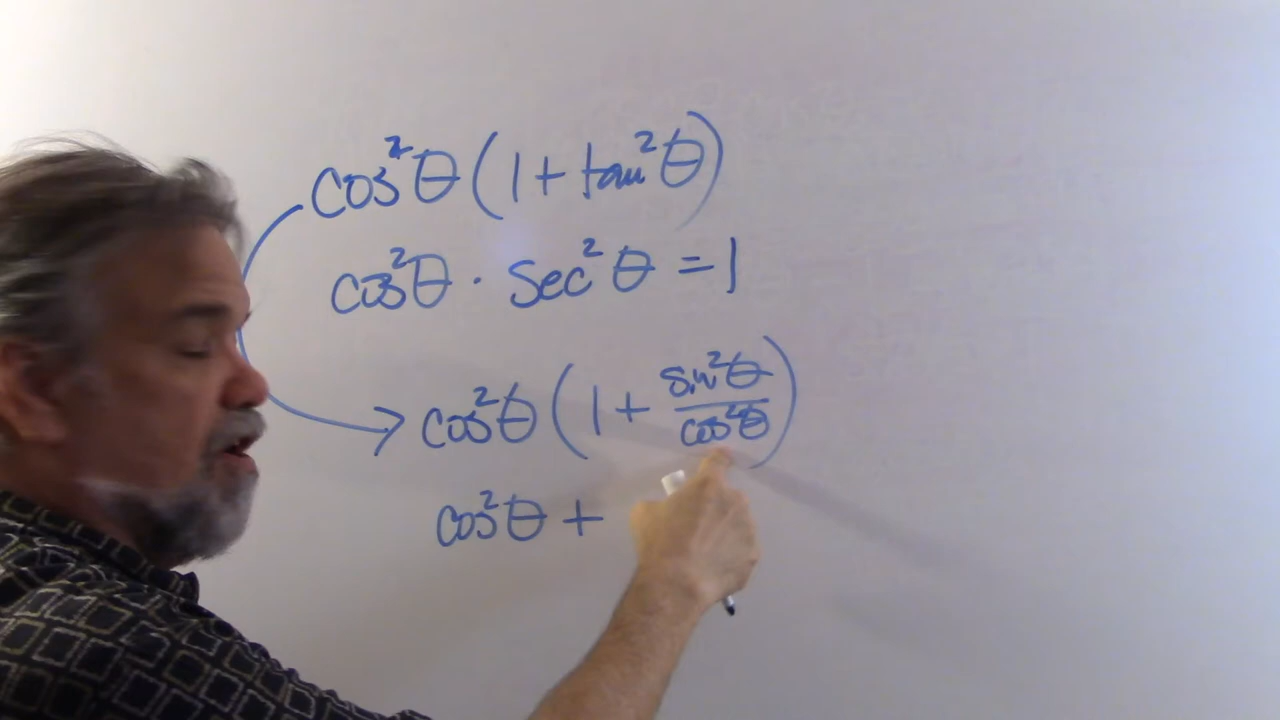 cos²θ(1 + tan²θ)
cos²θ · sec²θ = 1
cos²θ(1 + sin²θ/cos²θ)
cos²θ +